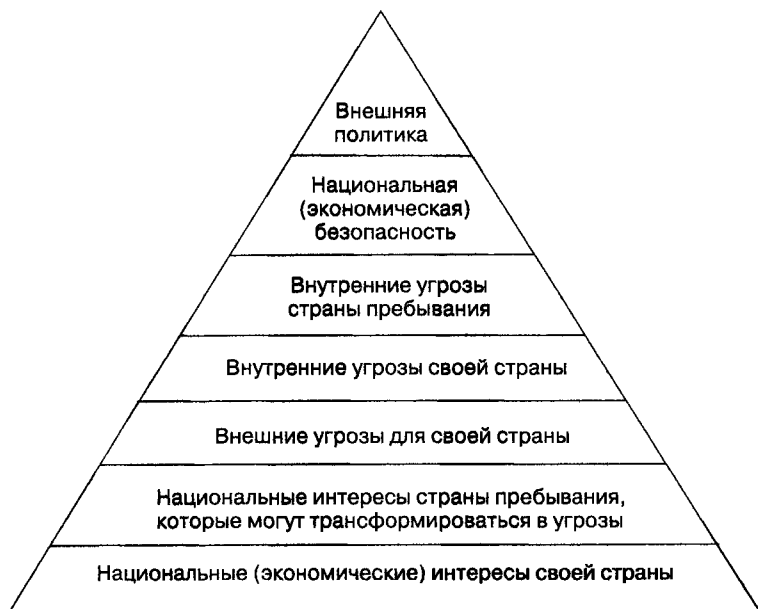 Внешняя
политика
Национальная
(экономическая)
безопасность
Внутренние угрозы
страны пребывания
Внутренние угрозы своей страны
Внешние угрозы для своей страны
Национальные интересы страны пребывания,
которые могут трансформироваться в угрозы
Национальные (экономические) интересы своей страны